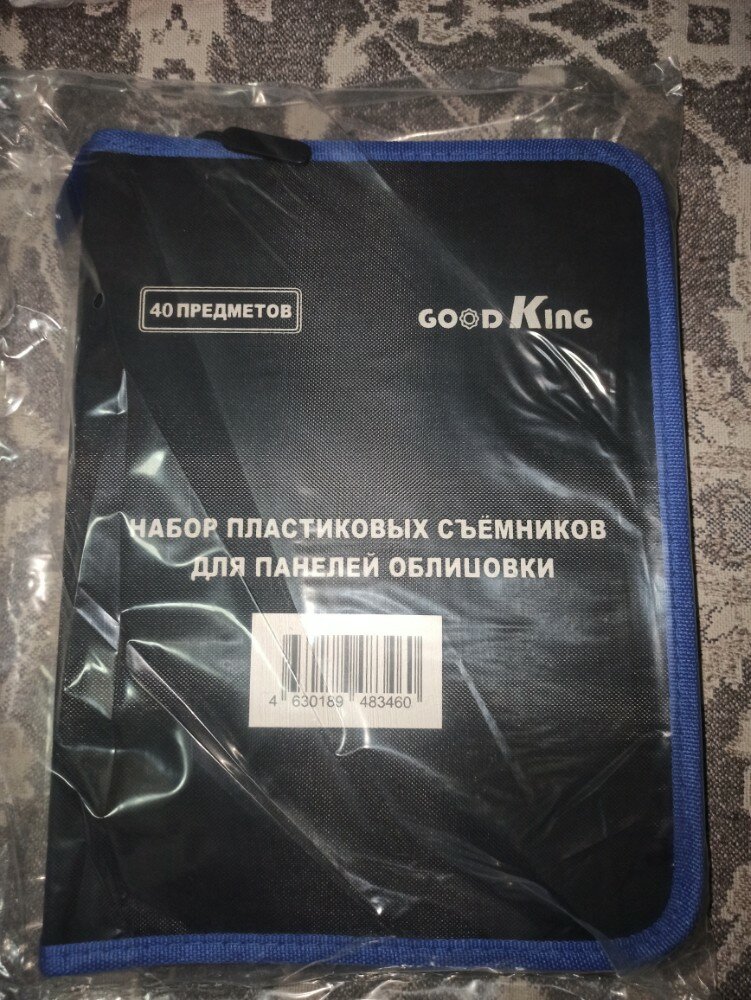 40 ПРЕДМЕТОВ
GOOD KING
НАБОР ПЛАСТИКОВЫХ СЪЁМНИКОВ
ДЛЯ ПАНЕЛЕЙ ОБЛИЦОВКИ
4 630189 483460